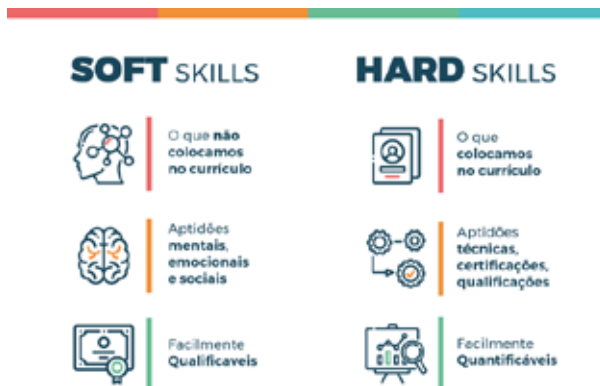 SOFT SKILLS
O que não
colocamos
no currículo
Aptidões
mentais,
emocionais
e sociais
Facilmente
Qualificaveis
HARD SKILLS
O que
colocamos
no currículo
Aptidões
técnicas,
certificações,
qualificações
Facilmente
Quantificáveis